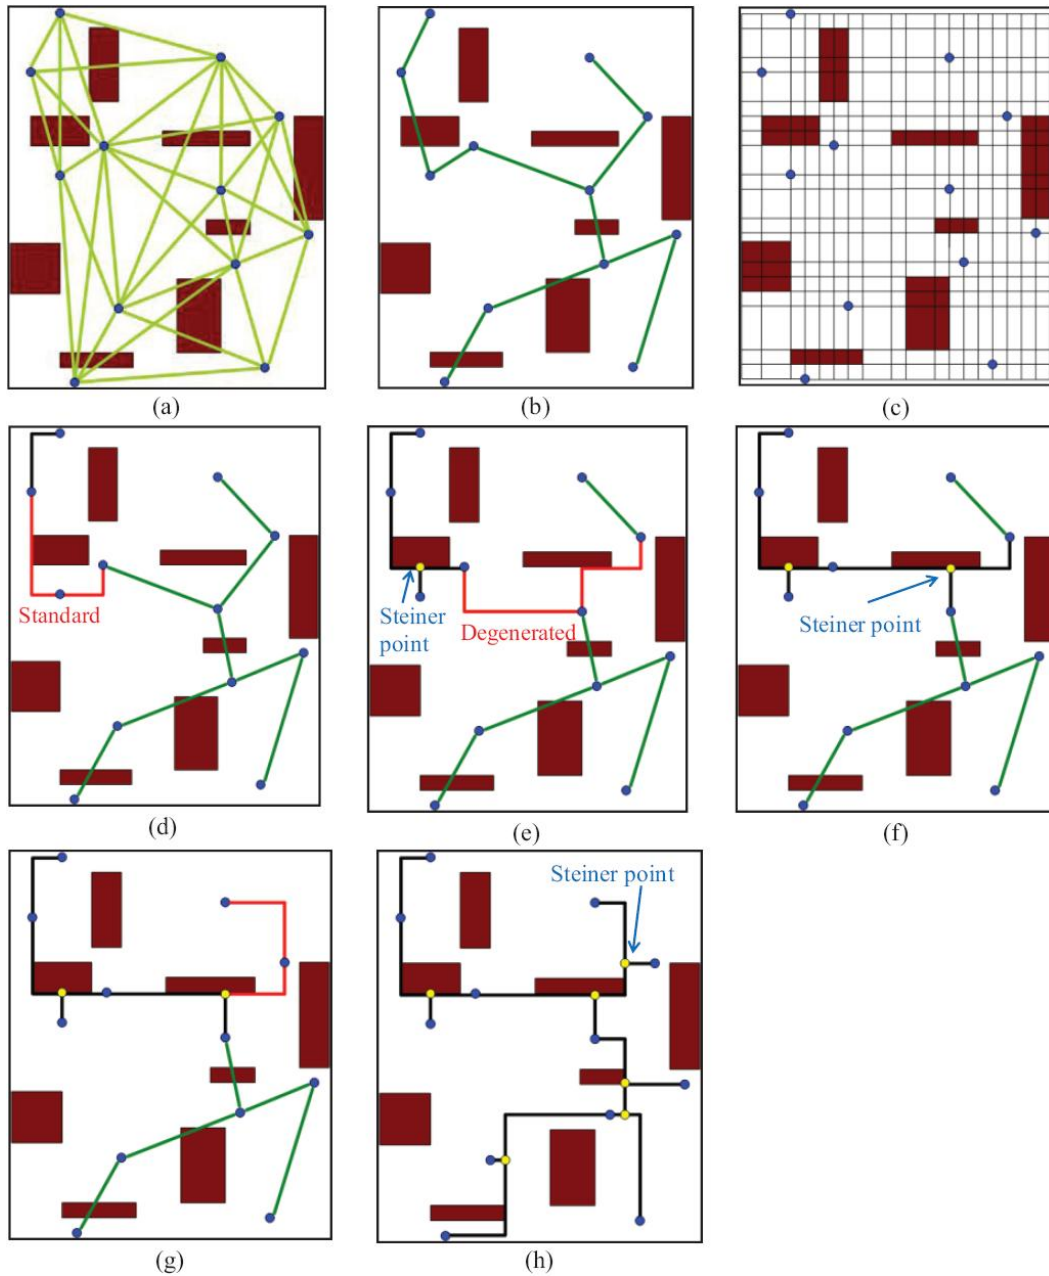 (a)
(b)
(c)
Standard
Steiner
point
Degenerated
Steiner point
(d)
(e)
(f)
Steiner point
(g)
(h)